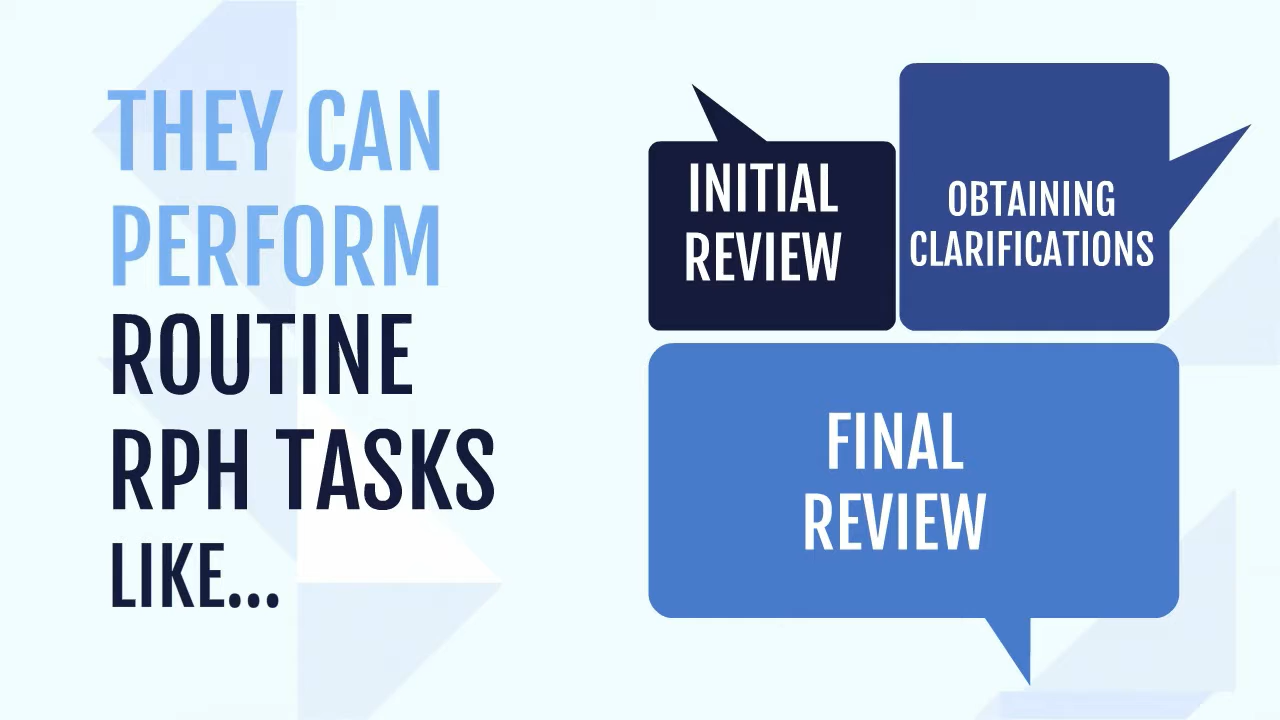 THEY CAN
PERFORM
ROUTINE
RPH TASKS
LIKE...
INITIAL
REVIEW
OBTAINING
CLARIFICATIONS
FINAL
REVIEW